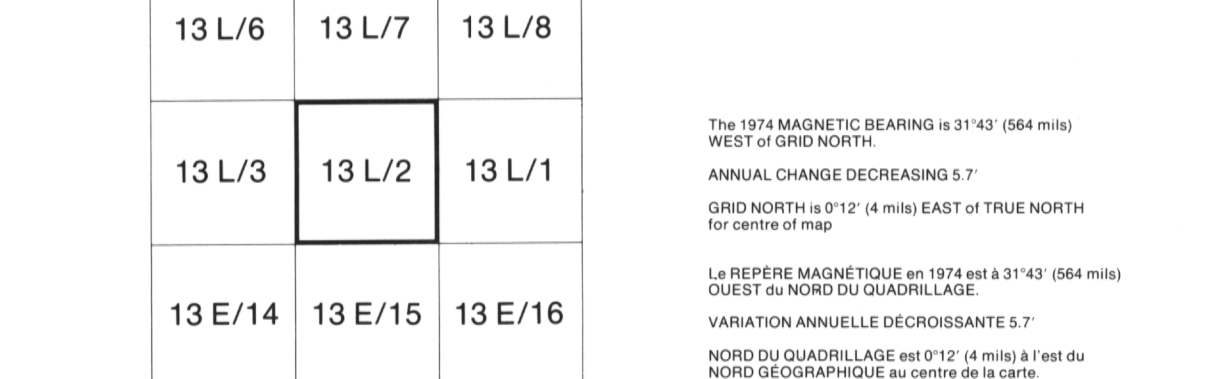 13 L/6 13 L/7 13 L/8
13 L/3 13 L/2 13 L/1
13 E/14 13 E/15 13 E/16
The 1974 MAGNETIC BEARING is 31°43′ (564 mils)
WEST of GRID NORTH.
ANNUAL CHANGE DECREASING 5.7′
GRID NORTH is 0°12′ (4 mils) EAST of TRUE NORTH
for centre of map
Le REPÈRE MAGNÉTIQUE en 1974 est à 31°43′ (564 mils)
OUEST du NORD DU QUADRILLAGE.
VARIATION ANNUELLE DÉCROISSANTE 5.7′
NORD DU QUADRILLAGE est 0°12′ (4 mils) à l'est du
NORD GÉOGRAPHIQUE au centre de la carte.